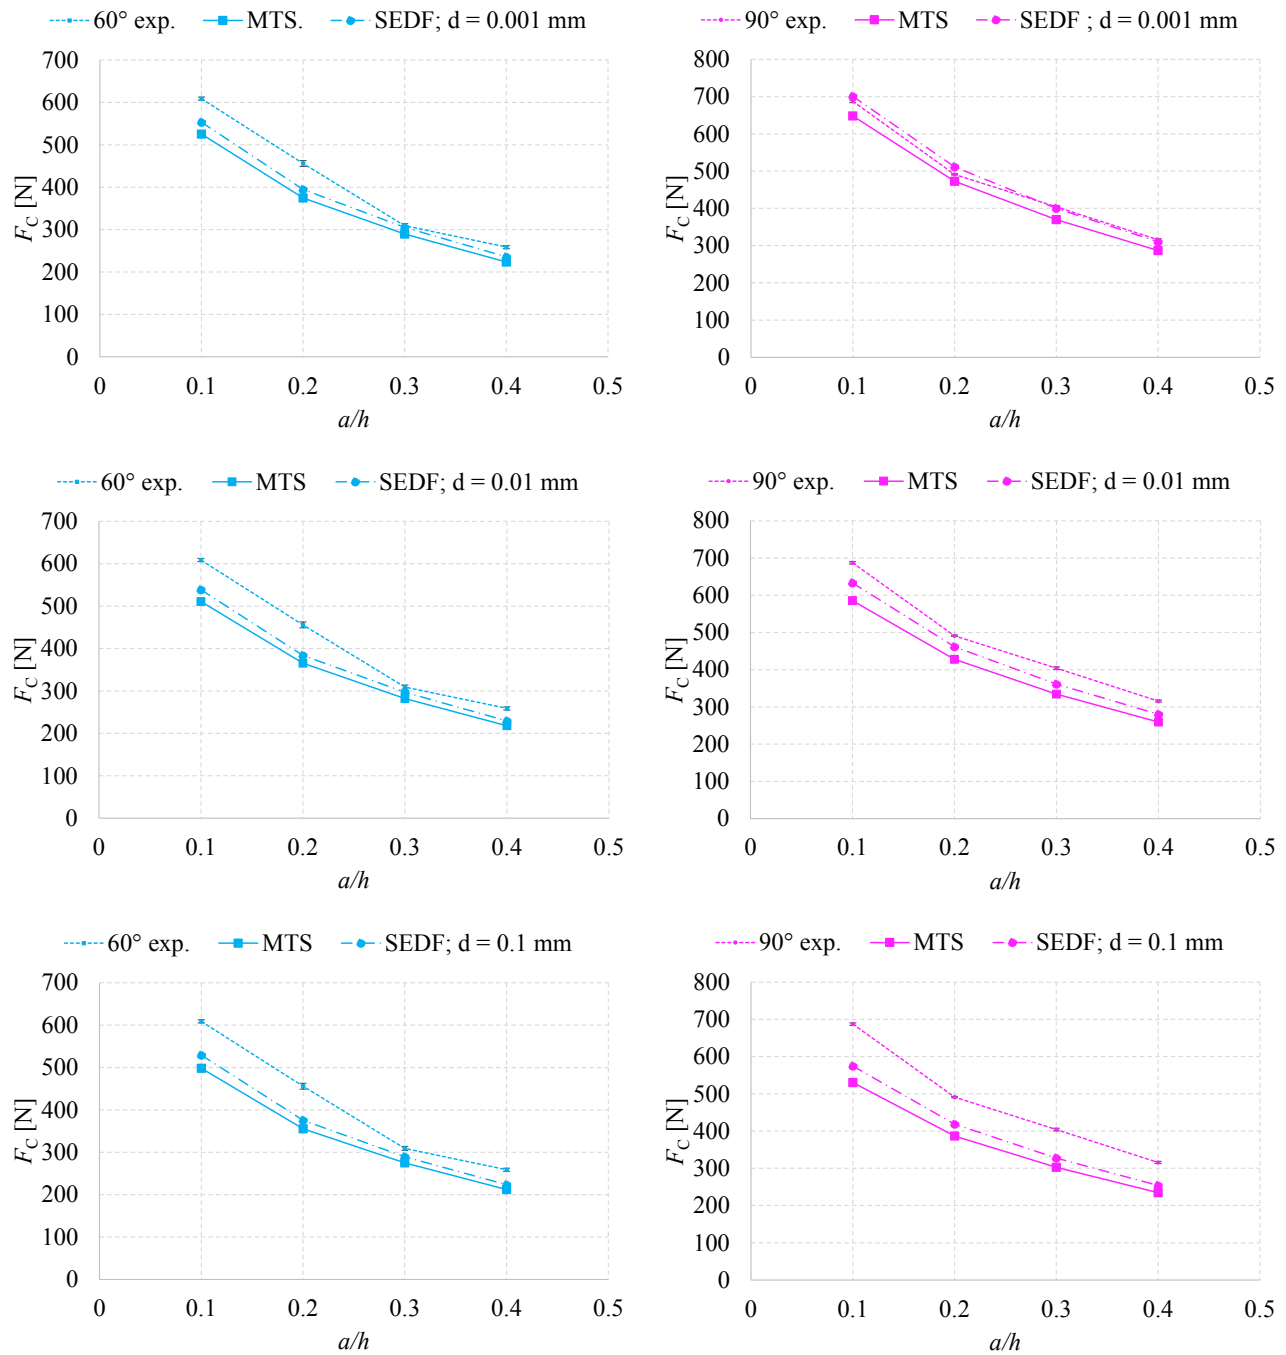 60° exp. MTS. SEDF; d = 0.001 mm
700
600
500
400
300
200
100
0
F_C [N]
0 0.1 0.2 0.3 0.4 0.5
a/h
90° exp. MTS SEDF ; d = 0.001 mm
800
700
600
500
400
300
200
100
0
F_C [N]
0 0.1 0.2 0.3 0.4 0.5
a/h
60° exp. MTS SEDF; d = 0.01 mm
700
600
500
400
300
200
100
0
F_C [N]
0 0.1 0.2 0.3 0.4 0.5
a/h
90° exp. MTS SEDF; d = 0.01 mm
800
700
600
500
400
300
200
100
0
F_C [N]
0 0.1 0.2 0.3 0.4 0.5
a/h
60° exp. MTS SEDF; d = 0.1 mm
700
600
500
400
300
200
100
0
F_C [N]
0 0.1 0.2 0.3 0.4 0.5
a/h
90° exp. MTS SEDF; d = 0.1 mm
800
700
600
500
400
300
200
100
0
F_C [N]
0 0.1 0.2 0.3 0.4 0.5
a/h